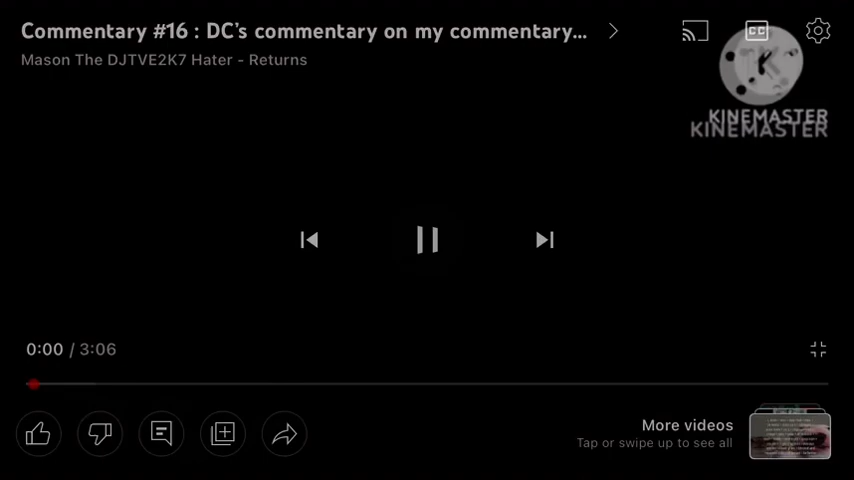 Commentary #16 : DC's commentary on my commentary...
Mason The DJTVE2K7 Hater - Returns
CC
KINEMASTER
KINEMASTER
0:00 / 3:06
More videos
Tap or swipe up to see all